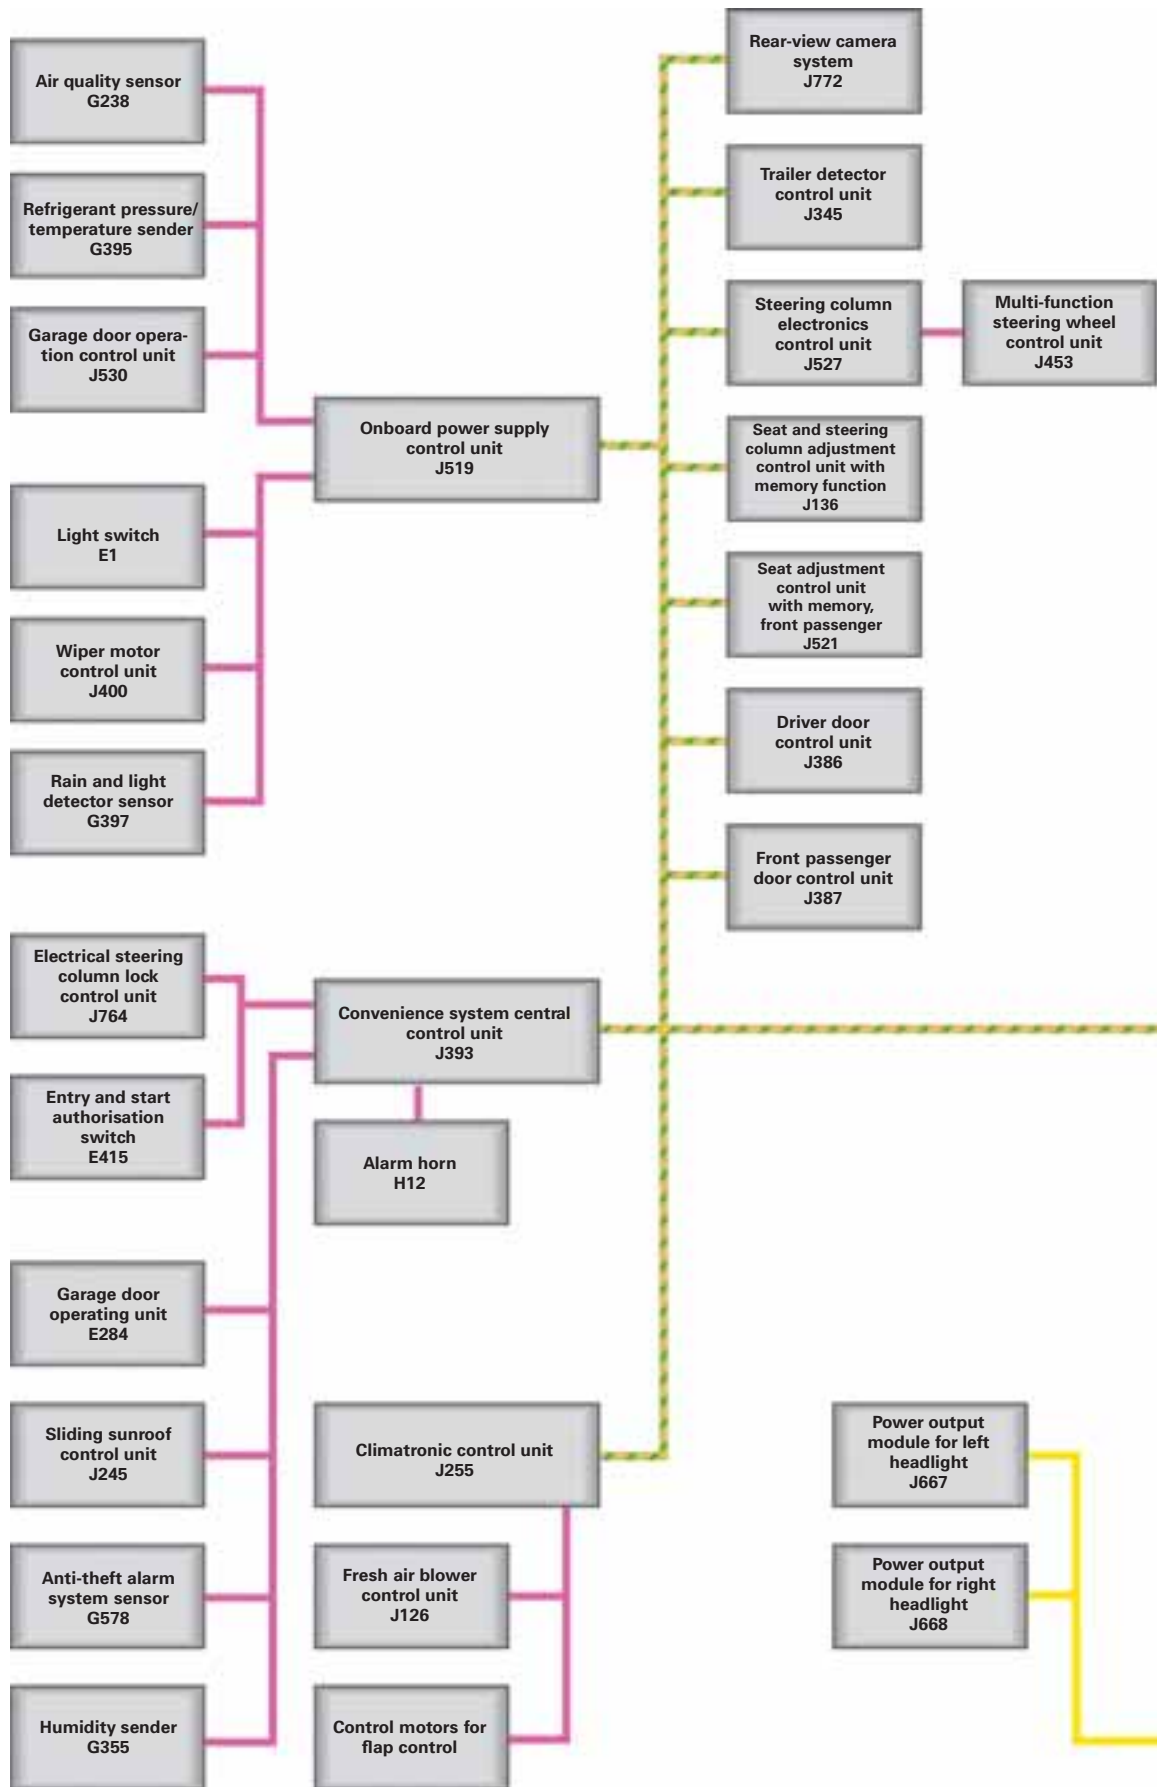 Air quality sensor
G238
Refrigerant pressure/
temperature sender
G395
Garage door opera-
tion control unit
J530
Light switch
E1
Wiper motor
control unit
J400
Rain and light
detector sensor
G397
Electrical steering
column lock
control unit
J764
Entry and start
authorisation
switch
E415
Garage door
operating unit
E284
Sliding sunroof
control unit
J245
Anti-theft alarm
system sensor
G578
Humidity sender
G355
Onboard power supply
control unit
J519
Convenience system central
control unit
J393
Alarm horn
H12
Climatronic control unit
J255
Fresh air blower
control unit
J126
Control motors for
flap control
Rear-view camera
system
J772
Trailer detector
control unit
J345
Steering column
electronics
control unit
J527
Multi-function
steering wheel
control unit
J453
Seat and steering
column adjustment
control unit with
memory function
J136
Seat adjustment
control unit
with memory,
front passenger
J521
Driver door
control unit
J386
Front passenger
door control unit
J387
Power output
module for left
headlight
J667
Power output
module for right
headlight
J668